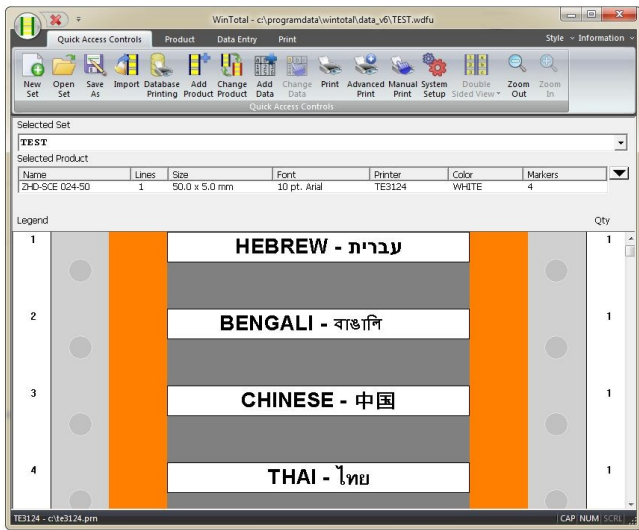 WinTotal - c:\programdata\wintotal\data_v6\TEST.wdfu
Quick Access Controls Product Data Entry Print Style Information
New Set Open Set Save As Import Database Printing Add Product Change Product Add Data Change Data Print Advanced Print Manual Print System Setup Double Sided View Zoom Out Zoom In
Quick Access Controls
Selected Set
TEST
Selected Product
Name Lines Size Font Printer Color Markers
ZHD-SCE 024-50 1 50.0 x 5.0 mm 10 pt. Arial TE3124 WHITE 4
Legend Qty
1 HEBREW - עברית 1
2 BENGALI - বাঙালি 1
3 CHINESE - 中国 1
4 THAI - ไทย 1
TE3124 - c:\te3124.prn CAP NUM SCRL